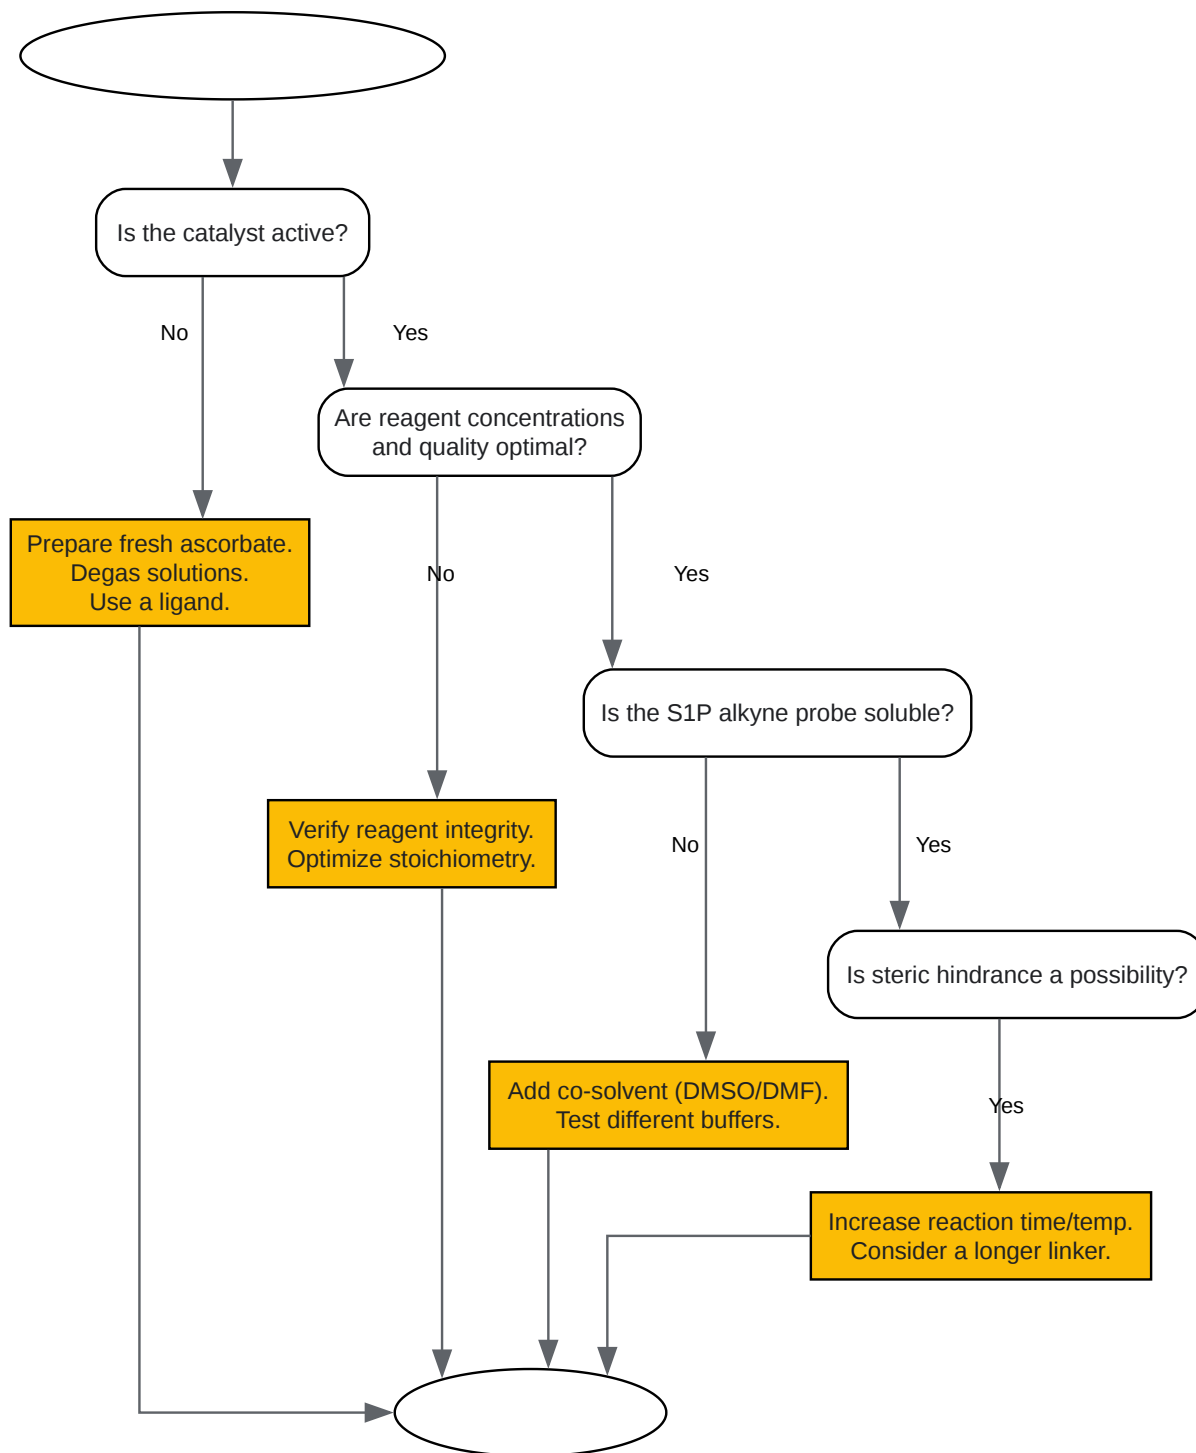 Is the catalyst active?
No
Yes
Are reagent concentrations
and quality optimal?
Prepare fresh ascorbate.
Degas solutions.
Use a ligand.
No
Yes
Is the S1P alkyne probe soluble?
Verify reagent integrity.
Optimize stoichiometry.
No
Yes
Is steric hindrance a possibility?
Add co-solvent (DMSO/DMF).
Test different buffers.
Yes
Increase reaction time/temp.
Consider a longer linker.